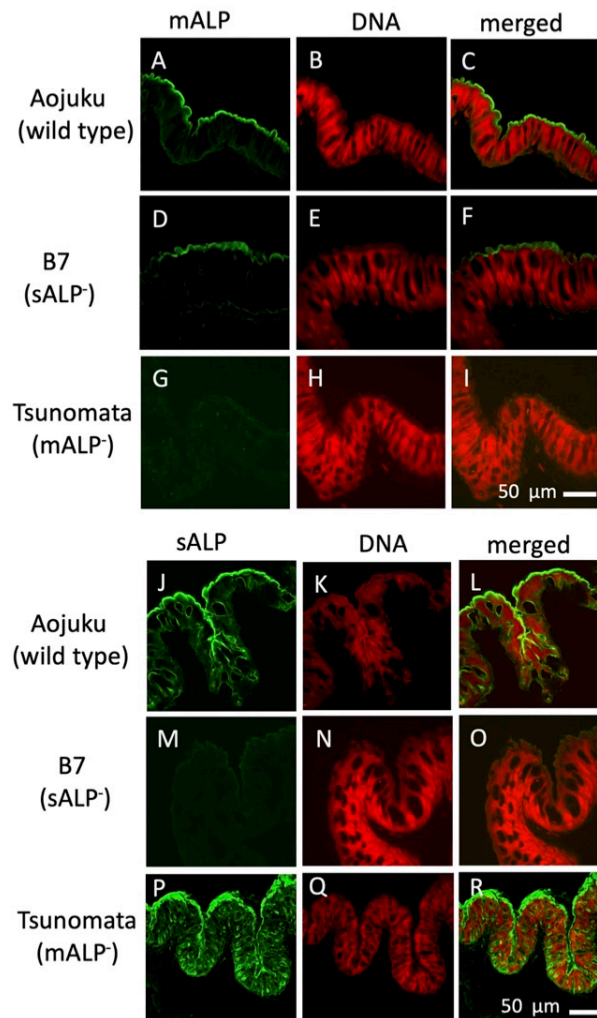 mALP DNA merged
A B C
Aojuku
(wild type)
D E F
B7
(sALP⁻)
G H I
Tsunomata
(mALP⁻)
50 μm
sALP DNA merged
J K L
Aojuku
(wild type)
M N O
B7
(sALP⁻)
P Q R
Tsunomata
(mALP⁻)
50 μm